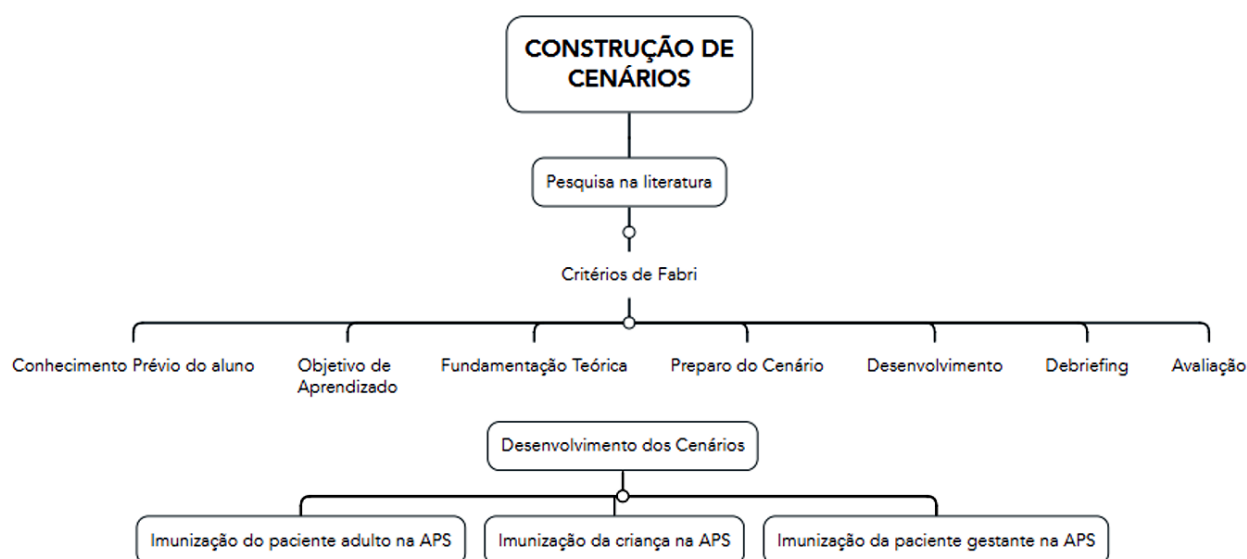 CONSTRUÇÃO DE
CENÁRIOS
Pesquisa na literatura
Critérios de Fabri
Conhecimento Prévio do aluno
Objetivo de
Aprendizado
Fundamentação Teórica
Preparo do Cenário
Desenvolvimento
Debriefing
Avaliação
Desenvolvimento dos Cenários
Imunização do paciente adulto na APS
Imunização da criança na APS
Imunização da paciente gestante na APS